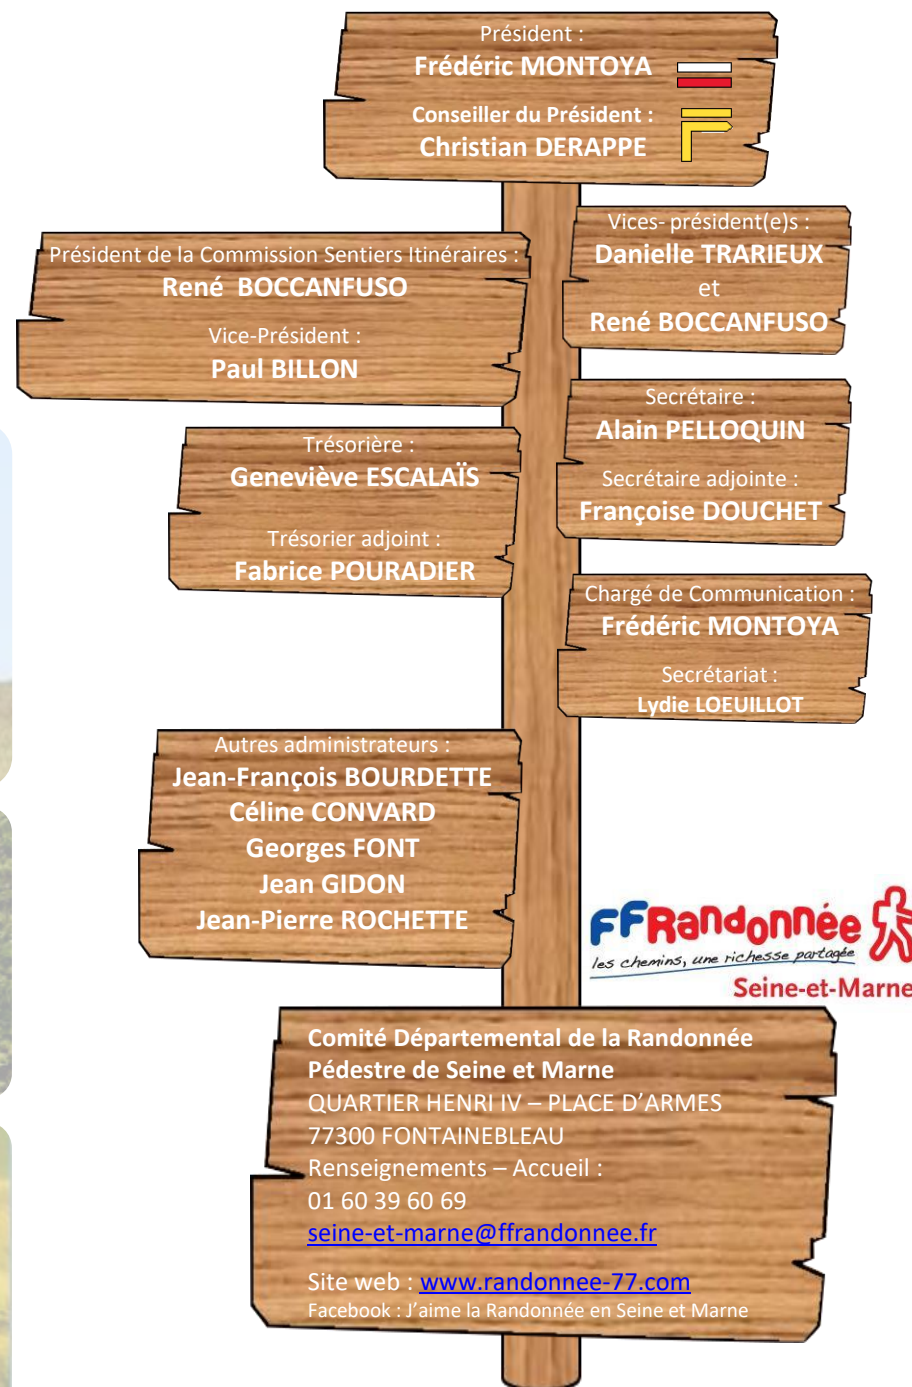 Président :
Frédéric MONTOYA
Conseiller du Président :
Christian DERAPPE
Président de la Commission Sentiers Itinéraires :
René BOCCANFUSO
Vice-Président :
Paul BILLON
Vices- président(e)s :
Danielle TRARIEUX
et
René BOCCANFUSO
Trésorière :
Geneviève ESCALAÏS
Trésorier adjoint :
Fabrice POURADIER
Secrétaire :
Alain PELLOQUIN
Secrétaire adjointe :
Françoise DOUCHET
Chargé de Communication :
Frédéric MONTOYA
Secrétariat :
Lydie LOEUILLOT
Autres administrateurs :
Jean-François BOURDETTE
Céline CONVARD
Georges FONT
Jean GIDON
Jean-Pierre ROCHETTE
FFRandonnée
les chemins, une richesse partagée
Seine-et-Marne
Comité Départemental de la Randonnée
Pédestre de Seine et Marne
QUARTIER HENRI IV – PLACE D’ARMES
77300 FONTAINEBLEAU
Renseignements – Accueil :
01 60 39 60 69
seine-et-marne@ffrandonnee.fr
Site web : www.randonnee-77.com
Facebook : J’aime la Randonnée en Seine et Marne